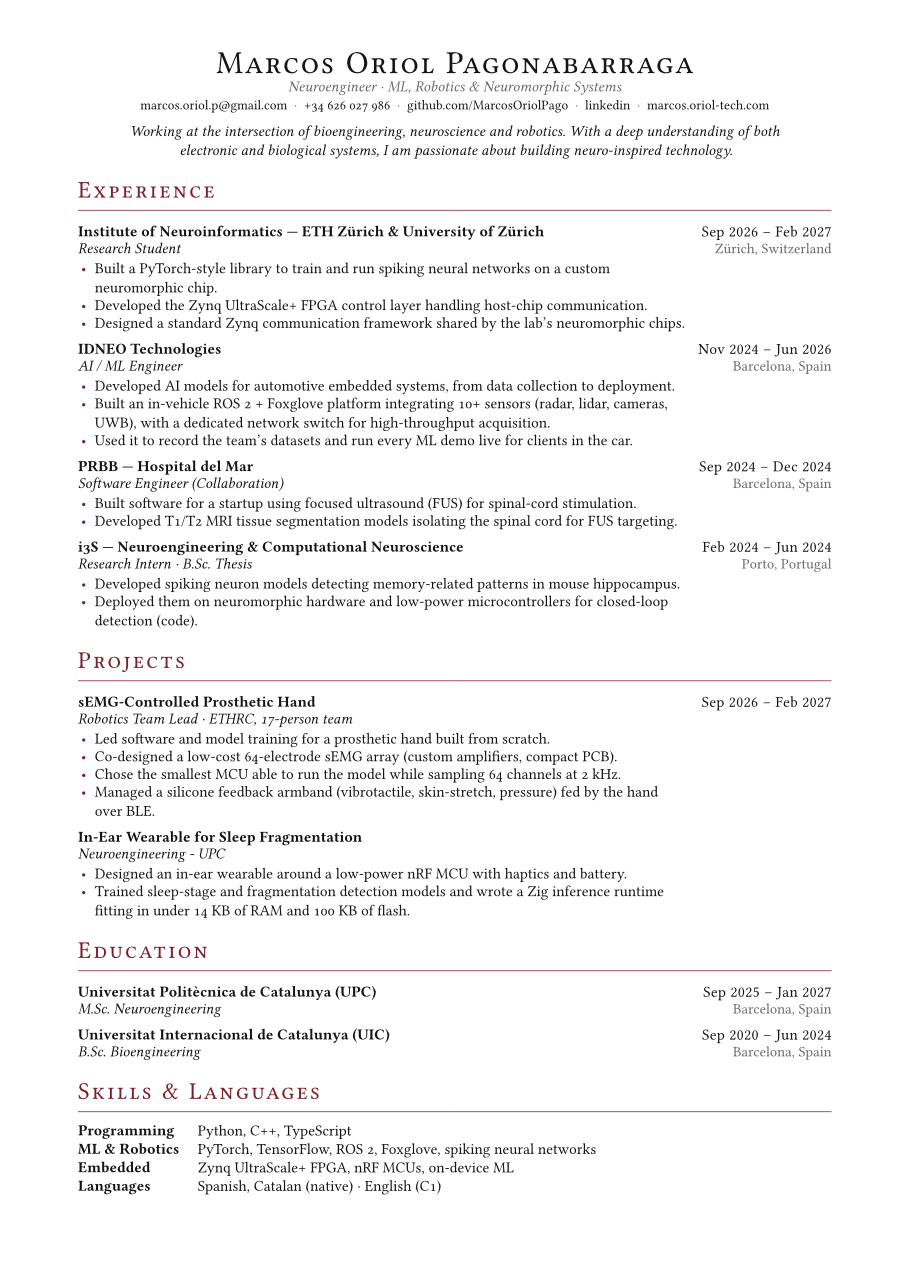 Marcos Oriol Pagonabarraga
Neuroengineer · ML, Robotics & Neuromorphic Systems
marcos.oriol.p@gmail.com · +34 626 027 986 · github.com/MarcosOriolPago · linkedin · marcos.oriol-tech.com
Working at the intersection of bioengineering, neuroscience and robotics. With a deep understanding of both
electronic and biological systems, I am passionate about building neuro-inspired technology.
Experience
Institute of Neuroinformatics — ETH Zürich & University of Zürich Sep 2026 – Feb 2027
Research Student Zürich, Switzerland
• Built a PyTorch-style library to train and run spiking neural networks on a custom
neuromorphic chip.
• Developed the Zynq UltraScale+ FPGA control layer handling host-chip communication.
• Designed a standard Zynq communication framework shared by the lab's neuromorphic chips.
IDNEO Technologies Nov 2024 – Jun 2026
AI / ML Engineer Barcelona, Spain
• Developed AI models for automotive embedded systems, from data collection to deployment.
• Built an in-vehicle ROS 2 + Foxglove platform integrating 10+ sensors (radar, lidar, cameras,
UWB), with a dedicated network switch for high-throughput acquisition.
• Used it to record the team's datasets and run every ML demo live for clients in the car.
PRBB — Hospital del Mar Sep 2024 – Dec 2024
Software Engineer (Collaboration) Barcelona, Spain
• Built software for a startup using focused ultrasound (FUS) for spinal-cord stimulation.
• Developed T1/T2 MRI tissue segmentation models isolating the spinal cord for FUS targeting.
i3S — Neuroengineering & Computational Neuroscience Feb 2024 – Jun 2024
Research Intern · B.Sc. Thesis Porto, Portugal
• Developed spiking neuron models detecting memory-related patterns in mouse hippocampus.
• Deployed them on neuromorphic hardware and low-power microcontrollers for closed-loop
detection (code).
Projects
sEMG-Controlled Prosthetic Hand Sep 2026 – Feb 2027
Robotics Team Lead · ETHRC, 17-person team
• Led software and model training for a prosthetic hand built from scratch.
• Co-designed a low-cost 64-electrode sEMG array (custom amplifiers, compact PCB).
• Chose the smallest MCU able to run the model while sampling 64 channels at 2 kHz.
• Managed a silicone feedback armband (vibrotactile, skin-stretch, pressure) fed by the hand
over BLE.
In-Ear Wearable for Sleep Fragmentation
Neuroengineering - UPC
• Designed an in-ear wearable around a low-power nRF MCU with haptics and battery.
• Trained sleep-stage and fragmentation detection models and wrote a Zig inference runtime
fitting in under 14 KB of RAM and 100 KB of flash.
Education
Universitat Politècnica de Catalunya (UPC) Sep 2025 – Jan 2027
M.Sc. Neuroengineering Barcelona, Spain
Universitat Internacional de Catalunya (UIC) Sep 2020 – Jun 2024
B.Sc. Bioengineering Barcelona, Spain
Skills & Languages
Programming Python, C++, TypeScript
ML & Robotics PyTorch, TensorFlow, ROS 2, Foxglove, spiking neural networks
Embedded Zynq UltraScale+ FPGA, nRF MCUs, on-device ML
Languages Spanish, Catalan (native) · English (C1)